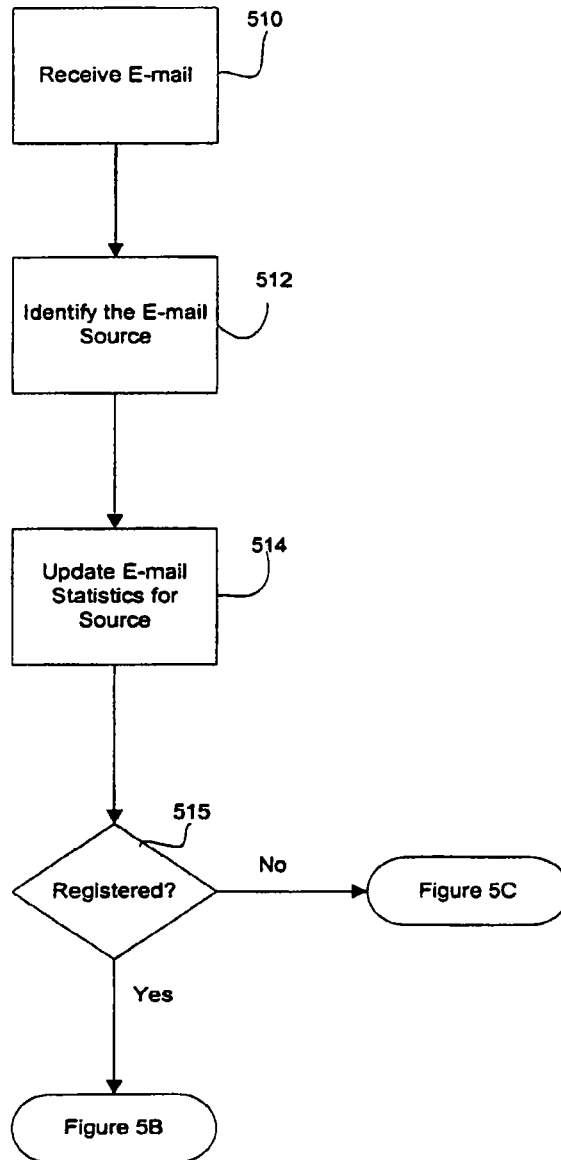 510
Receive E-mail
512
Identify the E-mail
Source
514
Update E-mail
Statistics for
Source
515
Registered?
No
Figure 5C
Yes
Figure 5B